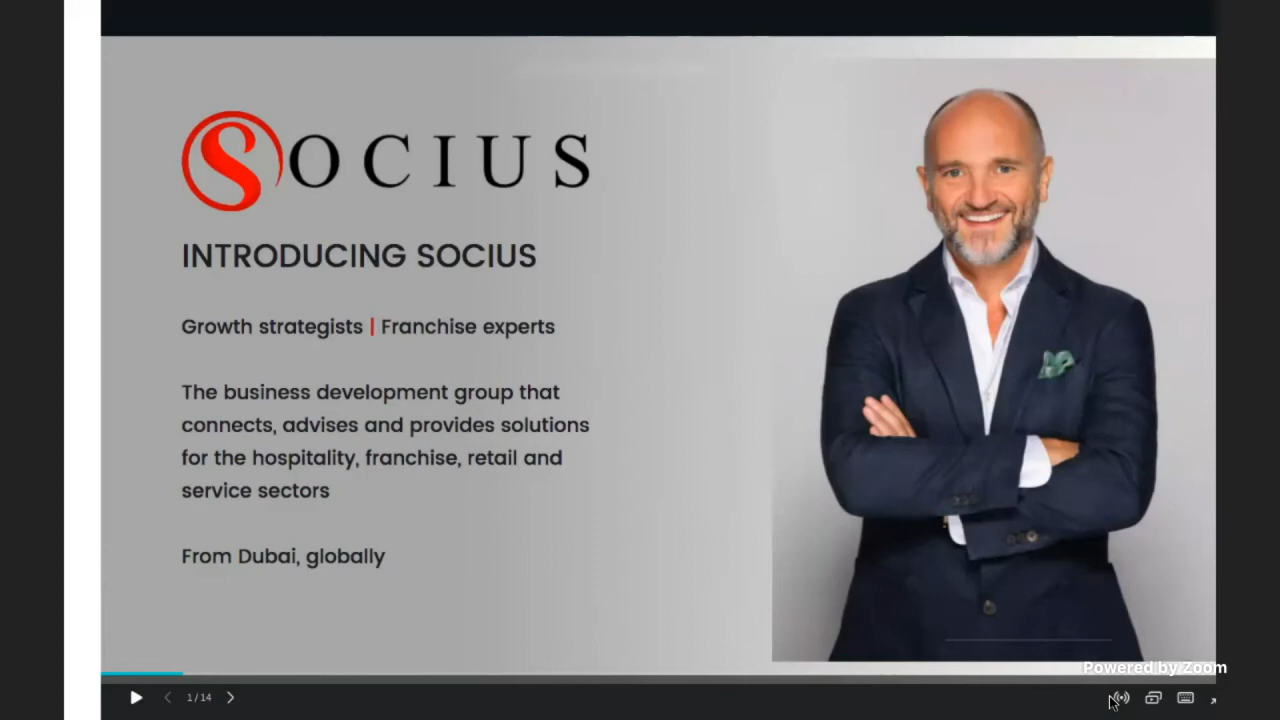 SOCIUS
INTRODUCING SOCIUS
Growth strategists | Franchise experts
The business development group that
connects, advises and provides solutions
for the hospitality, franchise, retail and
service sectors
From Dubai, globally
Powered by Zoom
1/14